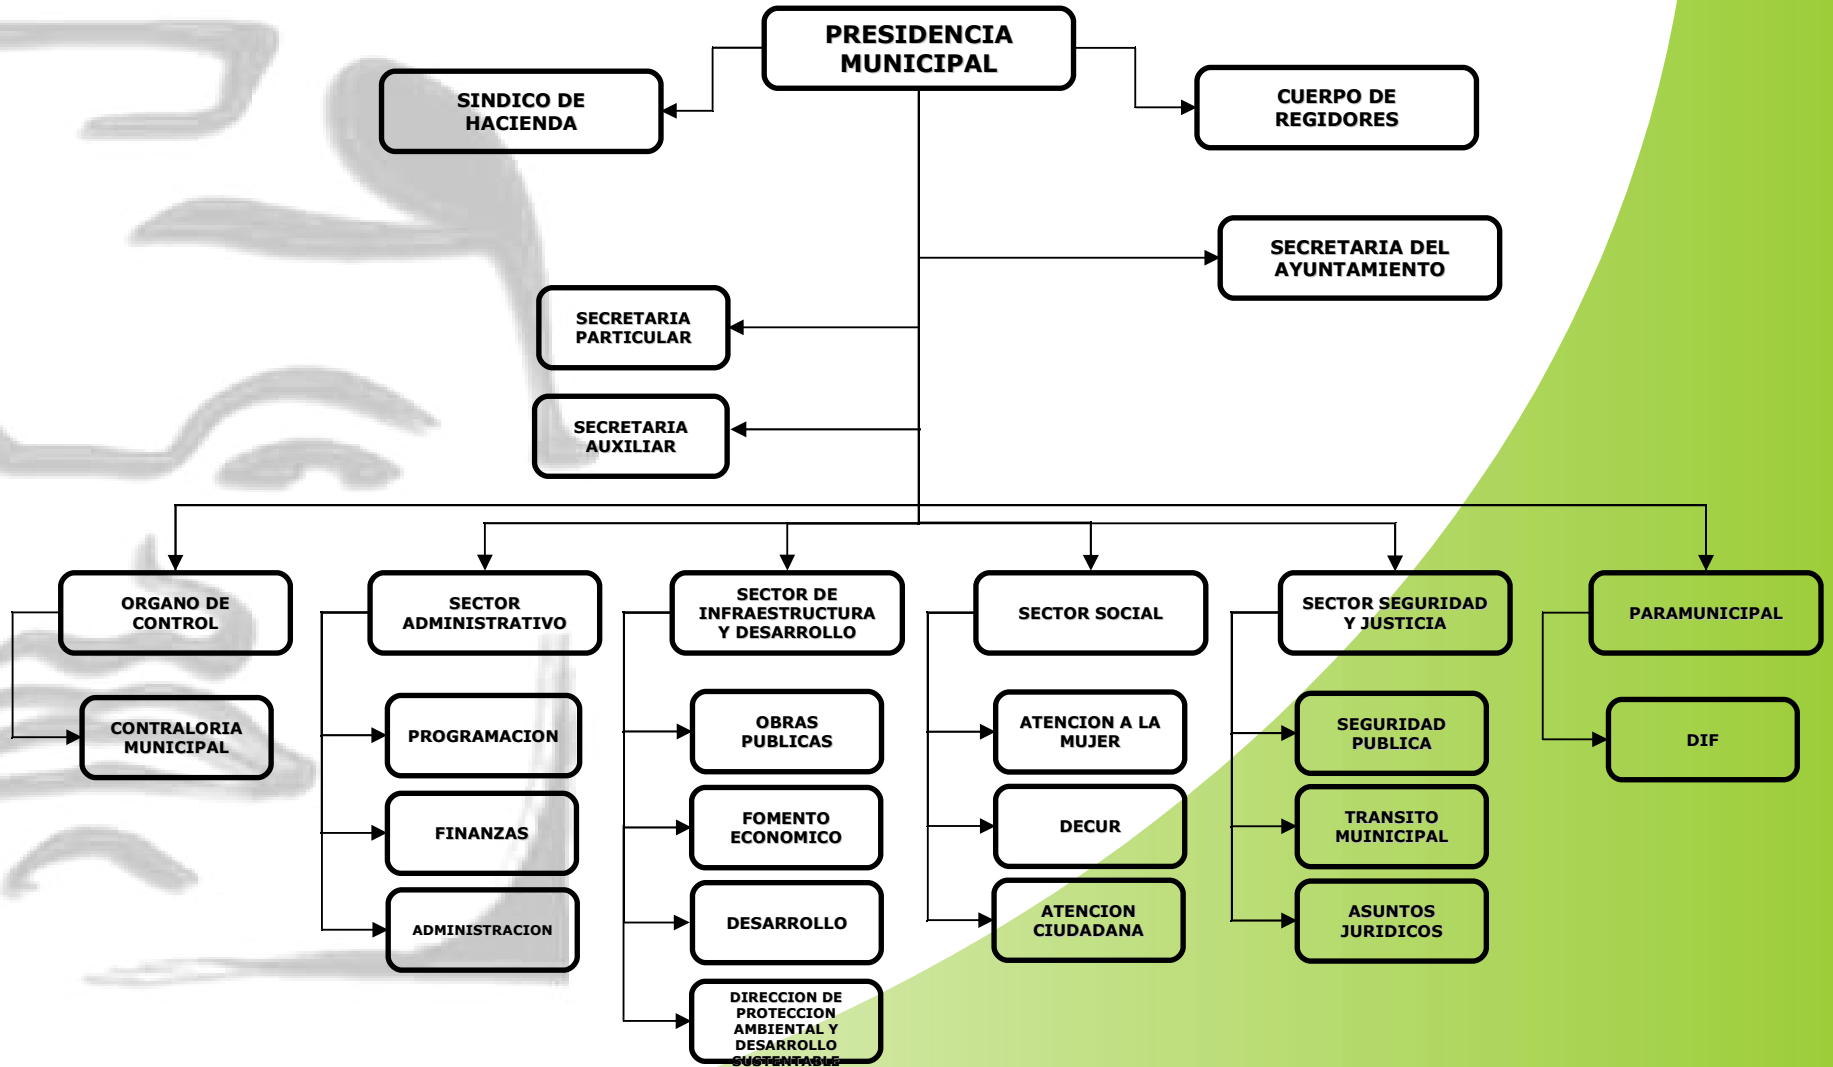 PRESIDENCIA
MUNICIPAL
SINDICO DE
HACIENDA
CUERPO DE
REGIDORES
SECRETARIA DEL
AYUNTAMIENTO
SECRETARIA
PARTICULAR
SECRETARIA
AUXILIAR
ORGANO DE
CONTROL
SECTOR
ADMINISTRATIVO
SECTOR DE
INFRAESTRUCTURA
Y DESARROLLO
SECTOR SOCIAL
SECTOR SEGURIDAD
Y JUSTICIA
PARAMUNICIPAL
CONTRALORIA
MUNICIPAL
PROGRAMACION
OBRAS
PUBLICAS
ATENCION A LA
MUJER
SEGURIDAD
PUBLICA
DIF
FINANZAS
FOMENTO
ECONOMICO
DECUR
TRANSITO
MUINICIPAL
ADMINISTRACION
DESARROLLO
ATENCION
CIUDADANA
ASUNTOS
JURIDICOS
DIRECCION DE
PROTECCION
AMBIENTAL Y
DESARROLLO
SUSTENTABLE